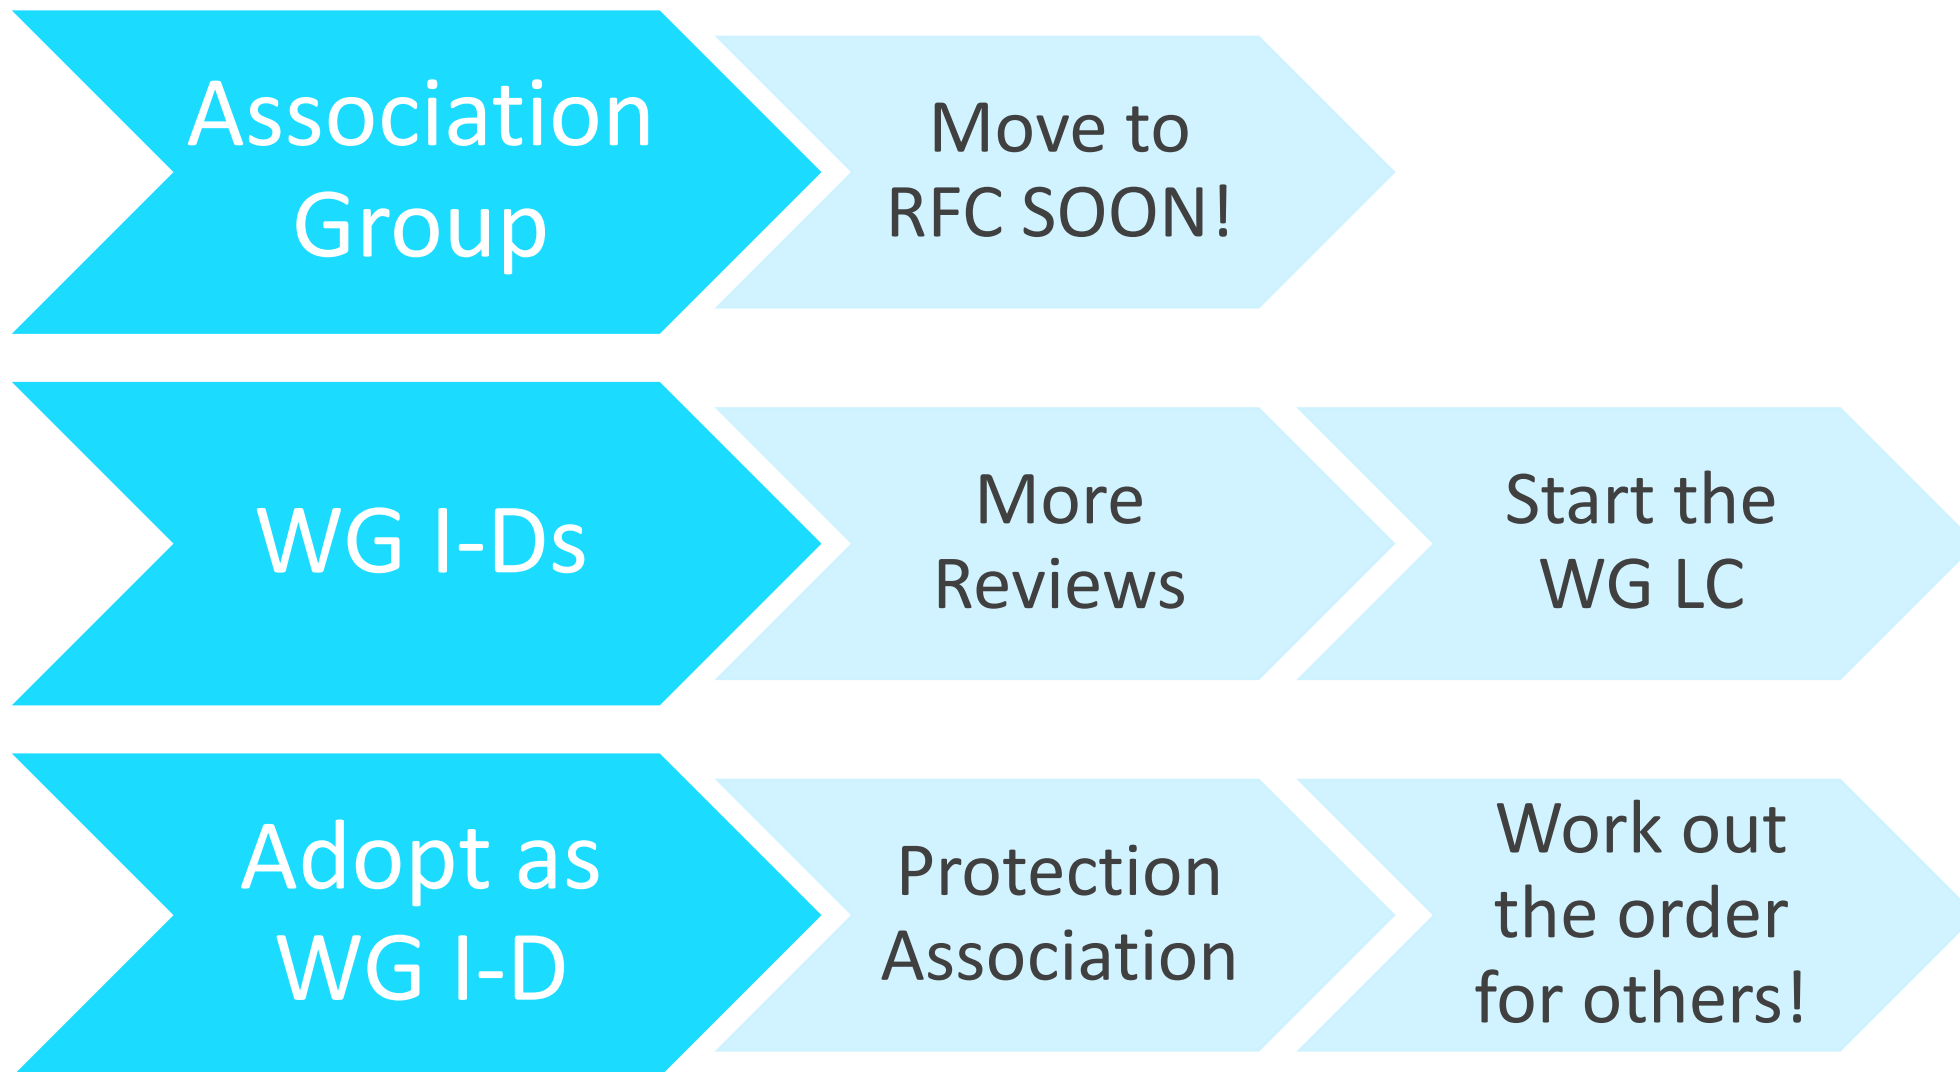 Association
Group
Move to
RFC SOON!
WG I-Ds
More
Reviews
Start the
WG LC
Adopt as
WG I-D
Protection
Association
Work out
the order
for others!